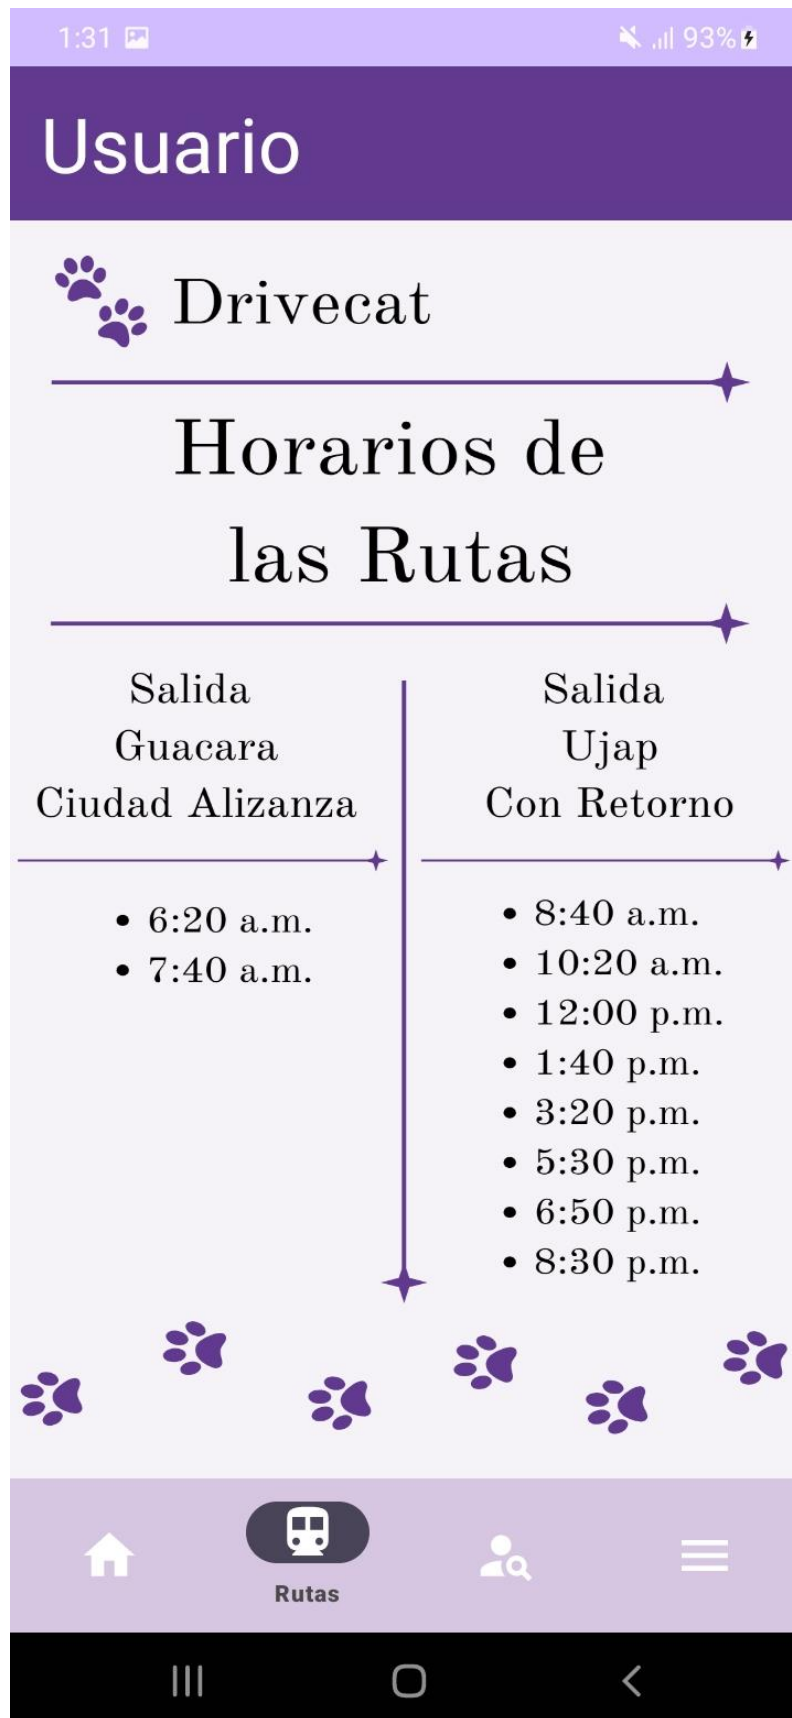 1:31
93%
Usuario
Drivecat
Horarios de
las Rutas
Salida
Guacara
Ciudad Alizanza
• 6:20 a.m.
• 7:40 a.m.
Salida
Ujap
Con Retorno
• 8:40 a.m.
• 10:20 a.m.
• 12:00 p.m.
• 1:40 p.m.
• 3:20 p.m.
• 5:30 p.m.
• 6:50 p.m.
• 8:30 p.m.
Rutas